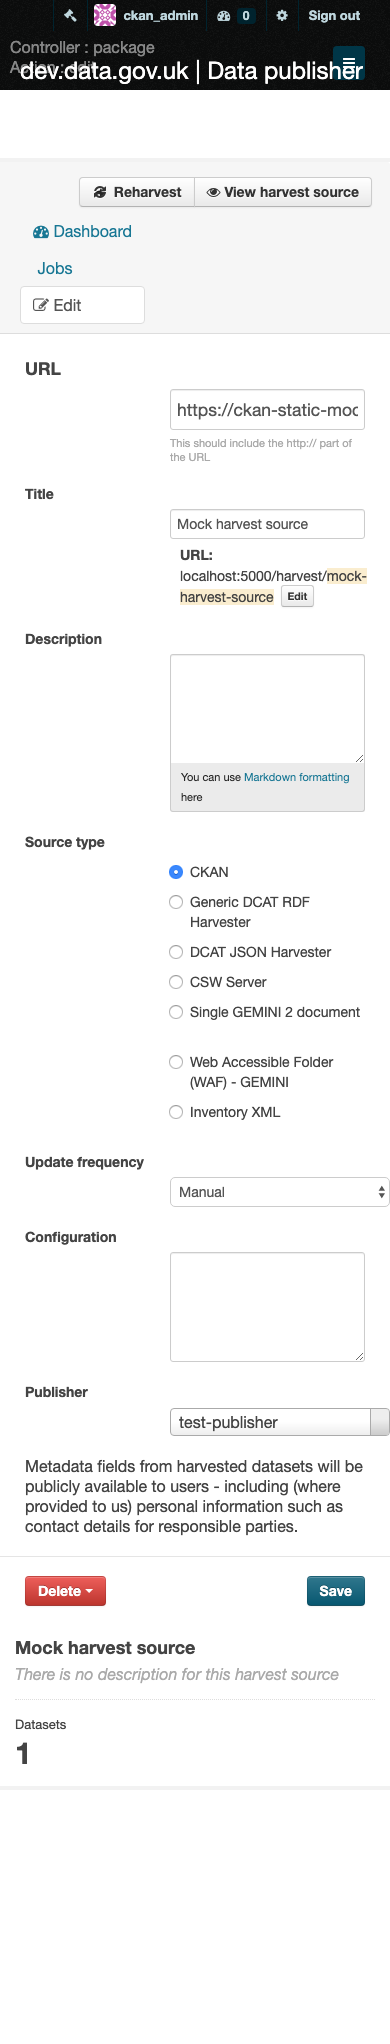 ckan_admin 0 Sign out
Controller : package
Action : edit
dev.data.gov.uk | Data publisher
Reharvest View harvest source
Dashboard
Jobs
Edit
URL
https://ckan-static-moc
This should include the http:// part of
the URL
Title
Mock harvest source
URL:
localhost:5000/harvest/mock-
harvest-source Edit
Description
You can use Markdown formatting
here
Source type
CKAN
Generic DCAT RDF
Harvester
DCAT JSON Harvester
CSW Server
Single GEMINI 2 document
Web Accessible Folder
(WAF) - GEMINI
Inventory XML
Update frequency
Manual
Configuration
Publisher
test-publisher
Metadata fields from harvested datasets will be
publicly available to users - including (where
provided to us) personal information such as
contact details for responsible parties.
Delete Save
Mock harvest source
There is no description for this harvest source
Datasets
1